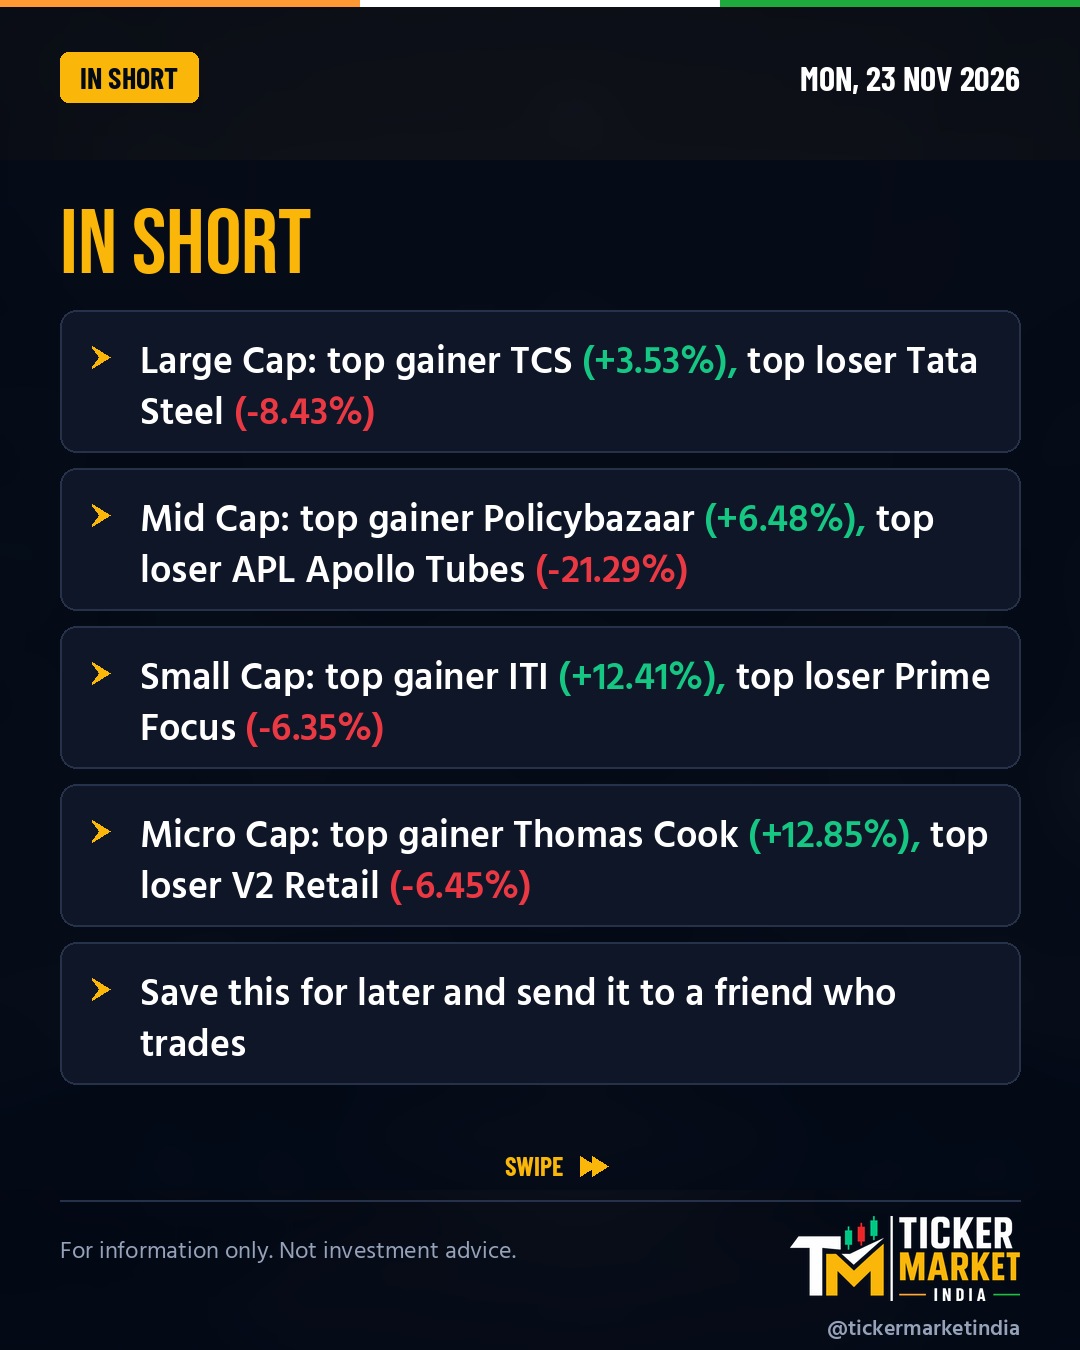 IN SHORT
MON, 23 NOV 2026
IN SHORT
Large Cap: top gainer TCS (+3.53%), top loser Tata
Steel (-8.43%)
Mid Cap: top gainer Policybazaar (+6.48%), top
loser APL Apollo Tubes (-21.29%)
Small Cap: top gainer ITI (+12.41%), top loser Prime
Focus (-6.35%)
Micro Cap: top gainer Thomas Cook (+12.85%), top
loser V2 Retail (-6.45%)
Save this for later and send it to a friend who
trades
SWIPE
For information only. Not investment advice.
TM
TICKER
MARKET
INDIA
@tickermarketindia